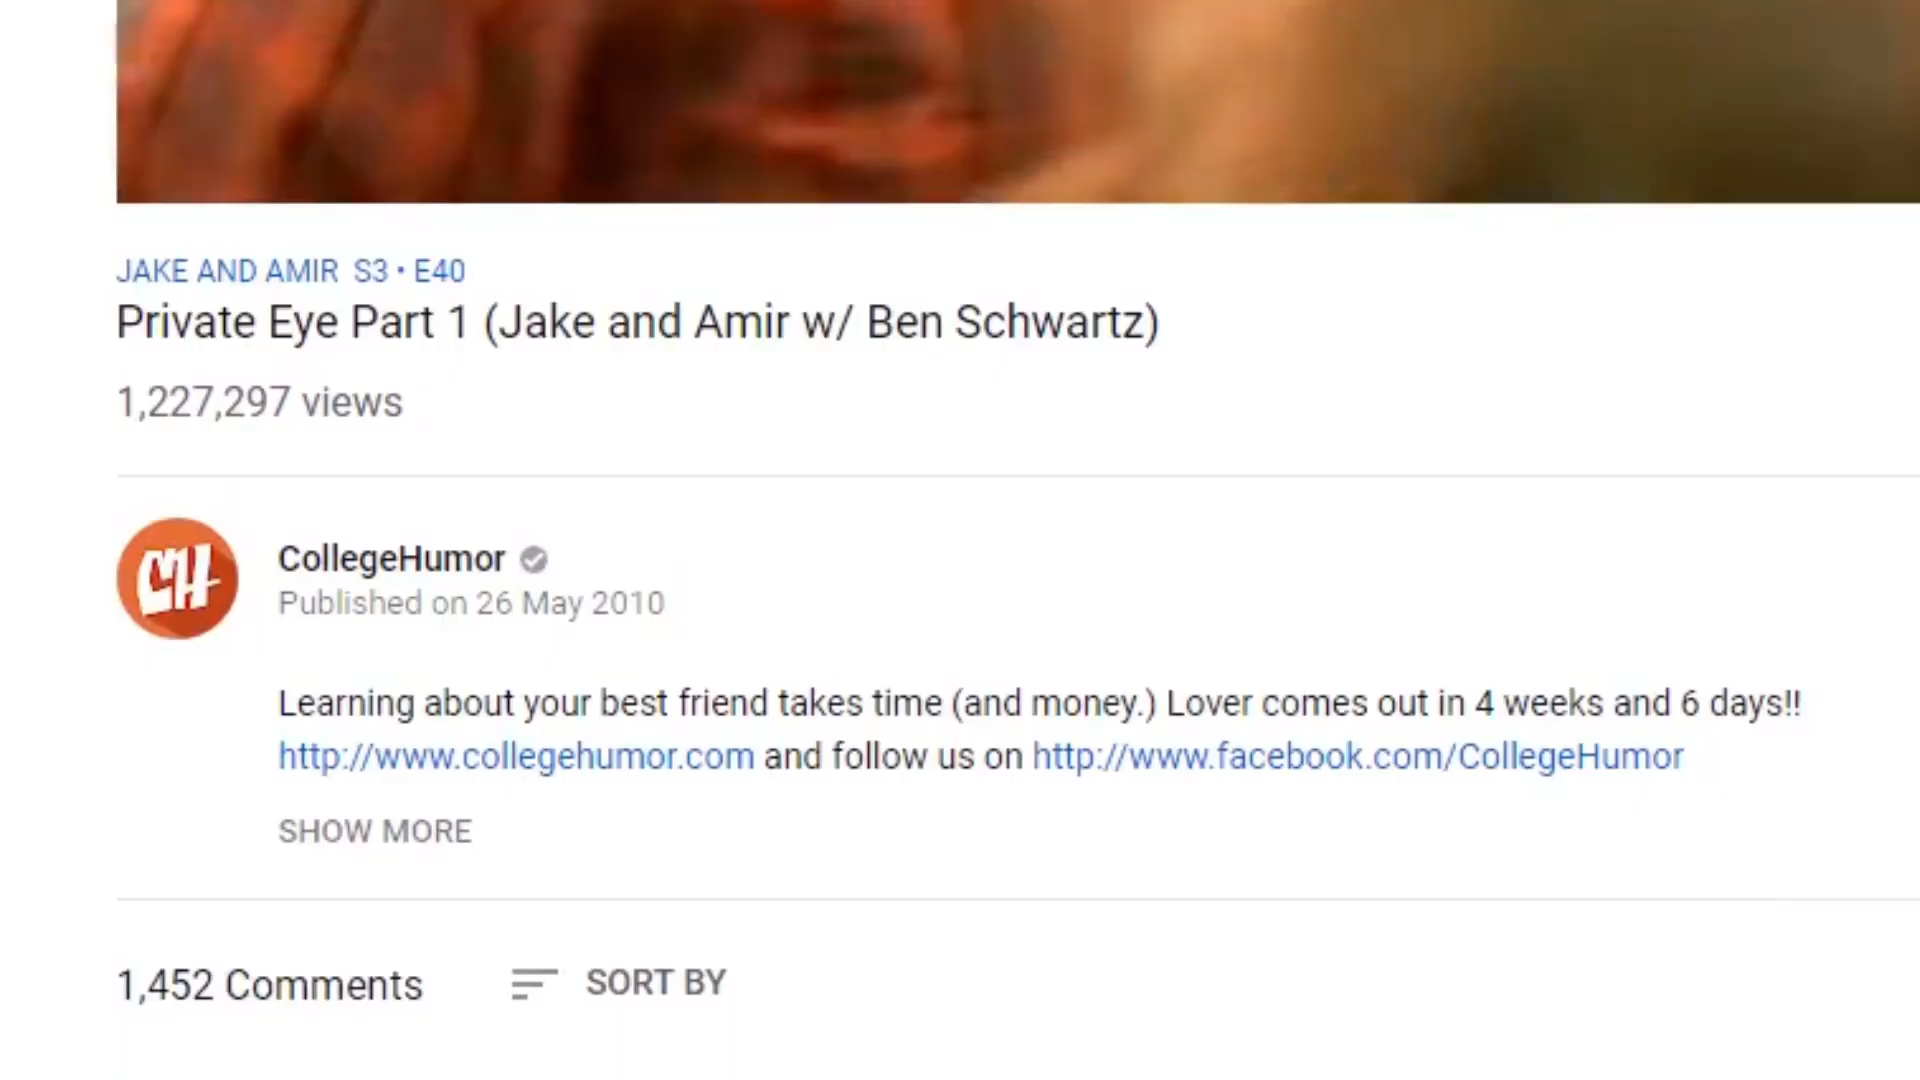 JAKE AND AMIR S3 • E40
Private Eye Part 1 (Jake and Amir w/ Ben Schwartz)
1,227,297 views
CH
CollegeHumor
Published on 26 May 2010
Learning about your best friend takes time (and money.) Lover comes out in 4 weeks and 6 days!!
http://www.collegehumor.com and follow us on http://www.facebook.com/CollegeHumor
SHOW MORE
1,452 Comments SORT BY